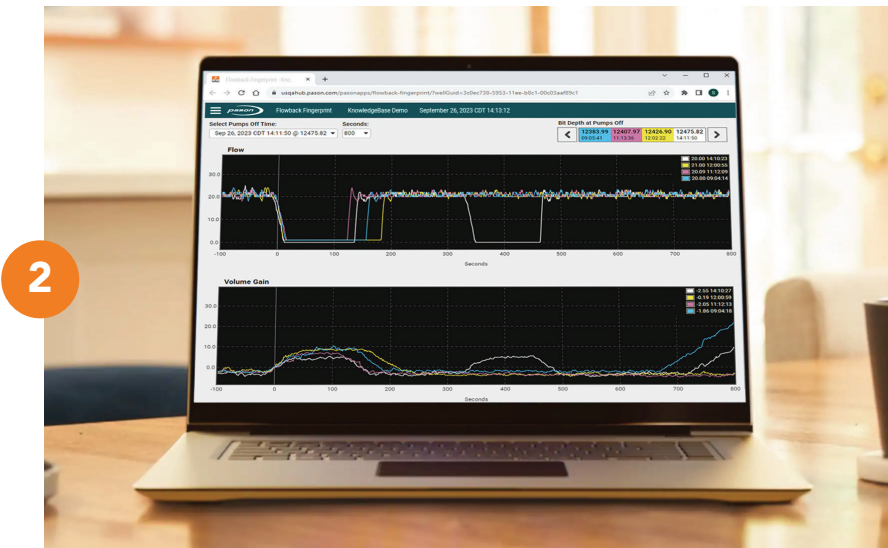 2
Flowback Fingerprint - Kno...
usqahub.pason.com/pasonapps/flowback-fingerprint/?wellGuid=3c0ec738-5953-11ee-b8c1-00c03aaf89c1
pason Flowback Fingerprint KnowledgeBase Demo September 26, 2023 CDT 14:13:12
Select Pumps Off Time: Seconds: Bit Depth at Pumps Off
Sep 26, 2023 CDT 14:11:50 @ 12475.82 800 12383.99 12407.97 12426.90 12475.82
09:05:41 11:13:36 12:02:22 14:11:50
Flow
20.00 14:10:23
21.00 12:00:55
20.09 11:12:09
20.00 09:04:14
30.0
20.0
10.0
0.0
-100 0 100 200 300 400 500 600 700 800
Seconds
Volume Gain
-2.55 14:10:27
-0.19 12:00:59
-2.05 11:12:13
-1.86 09:04:18
30.0
20.0
10.0
0.0
-100 0 100 200 300 400 500 600 700 800
Seconds